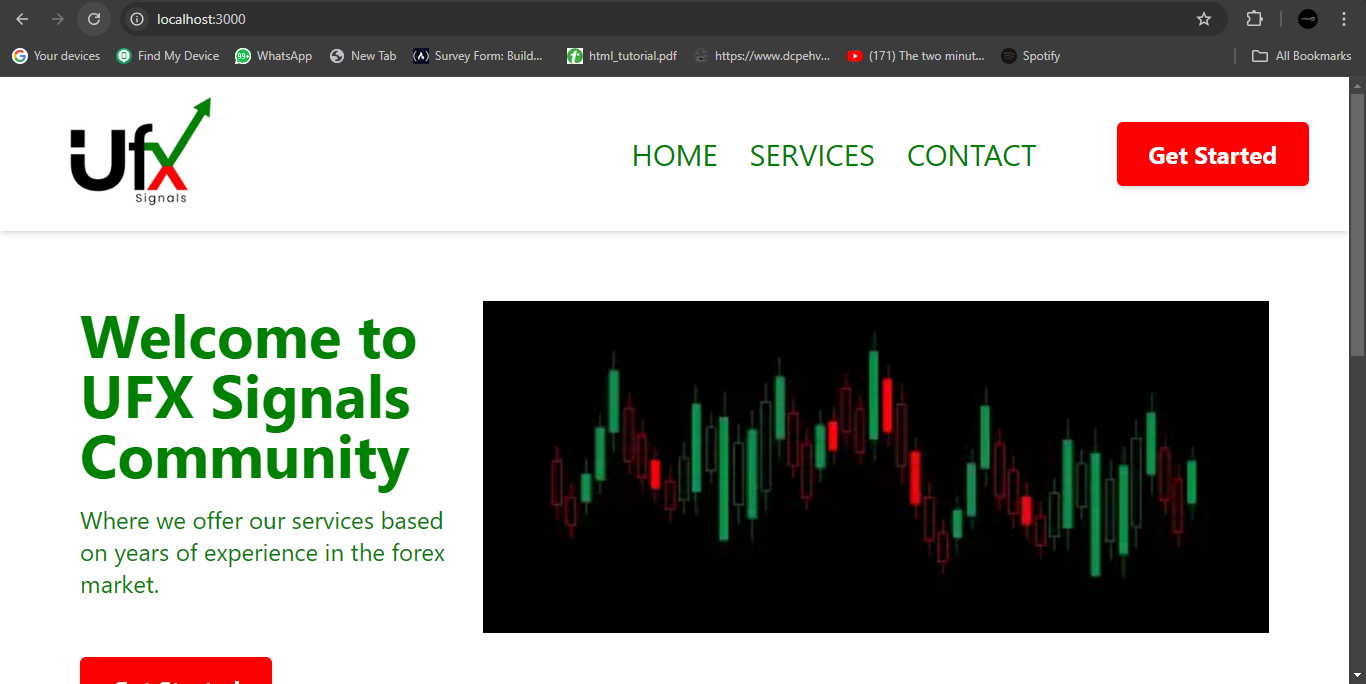 localhost:3000
Your devices Find My Device 99+ WhatsApp New Tab Survey Form: Build... html_tutorial.pdf https://www.dcpehv... (171) The two minut... Spotify All Bookmarks
Ufx
Signals
HOME SERVICES CONTACT Get Started
Welcome to
UFX Signals
Community
Where we offer our services based
on years of experience in the forex
market.